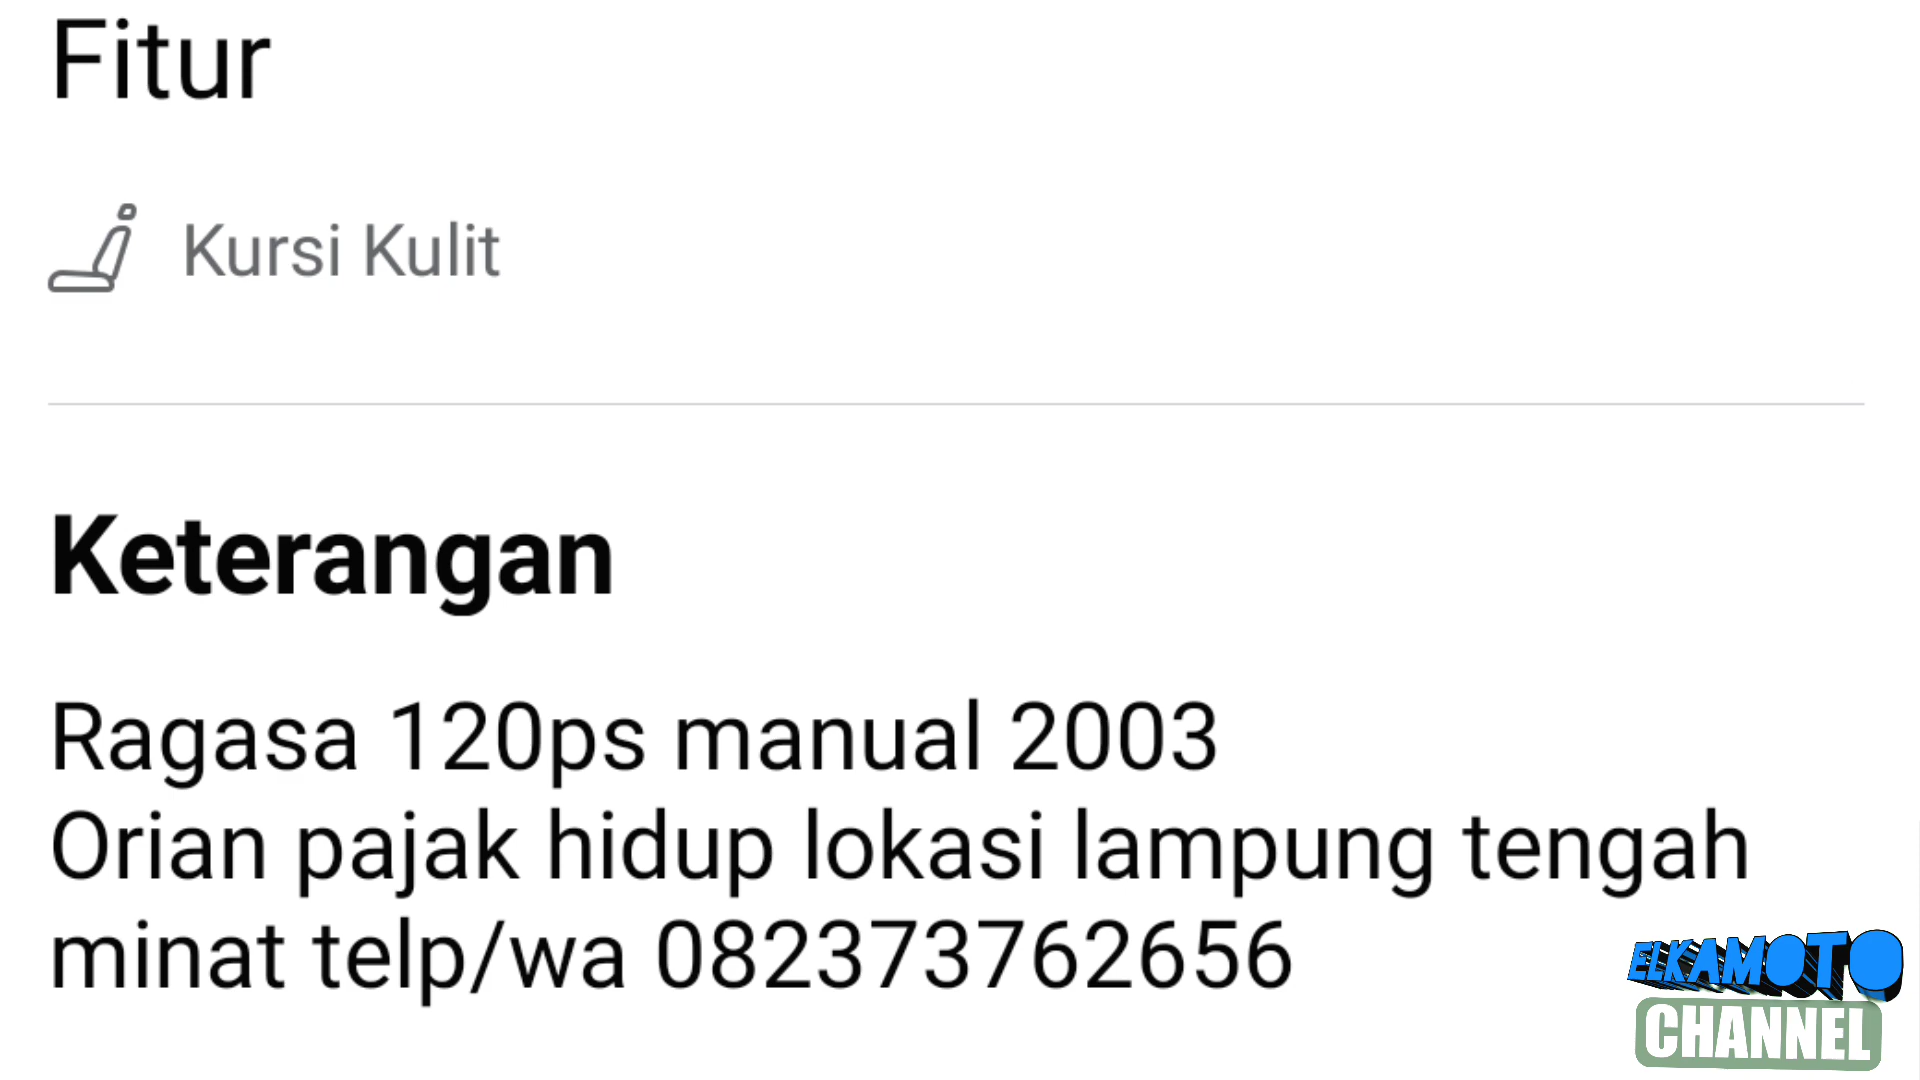 Fitur
Kursi Kulit
Keterangan
Ragasa 120ps manual 2003
Orian pajak hidup lokasi lampung tengah
minat telp/wa 082373762656
ELKAMOTO
CHANNEL